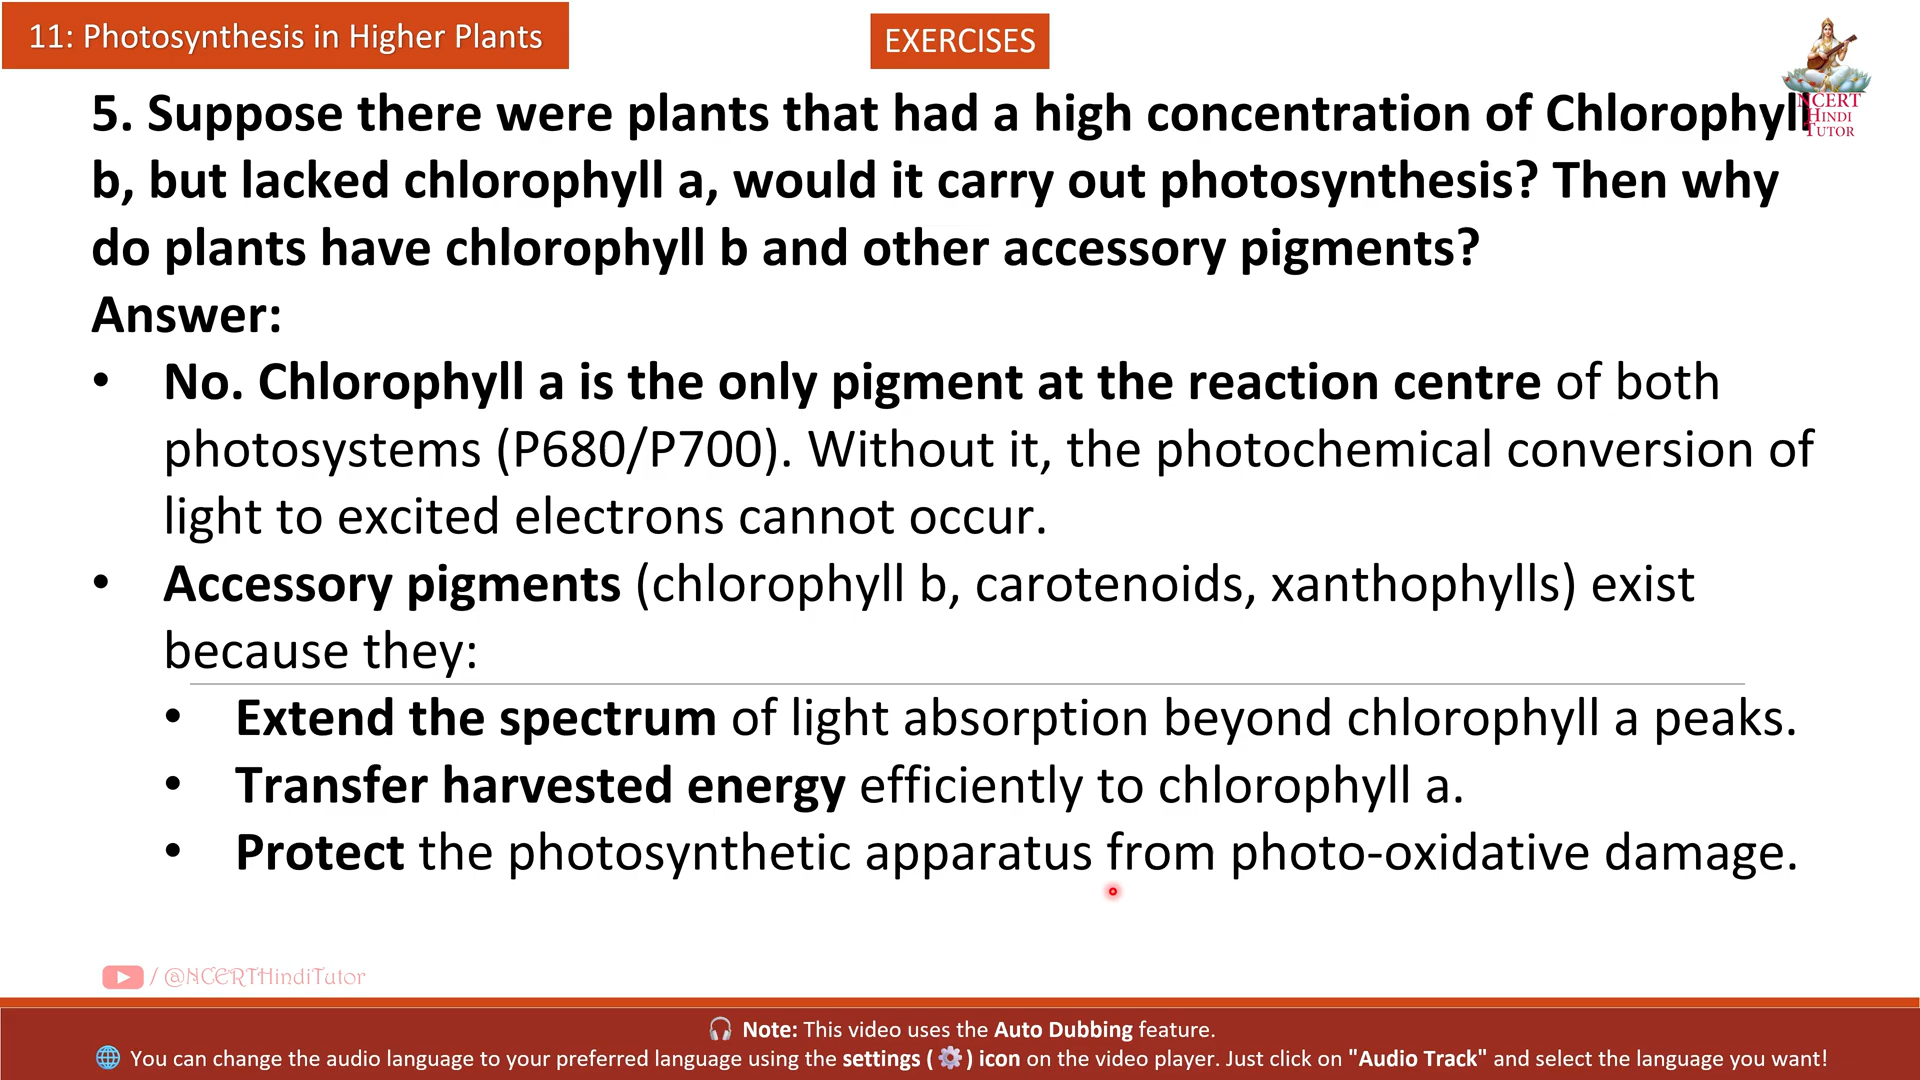 11: Photosynthesis in Higher Plants
EXERCISES
NCERT
HINDI
TUTOR
5. Suppose there were plants that had a high concentration of Chlorophyll
b, but lacked chlorophyll a, would it carry out photosynthesis? Then why
do plants have chlorophyll b and other accessory pigments?
Answer:
• No. Chlorophyll a is the only pigment at the reaction centre of both
photosystems (P680/P700). Without it, the photochemical conversion of
light to excited electrons cannot occur.
• Accessory pigments (chlorophyll b, carotenoids, xanthophylls) exist
because they:
• Extend the spectrum of light absorption beyond chlorophyll a peaks.
• Transfer harvested energy efficiently to chlorophyll a.
• Protect the photosynthetic apparatus from photo-oxidative damage.
/ @NCERTHindiTutor
🎧 Note: This video uses the Auto Dubbing feature.
🌐 You can change the audio language to your preferred language using the settings ( ⚙️ ) icon on the video player. Just click on "Audio Track" and select the language you want!